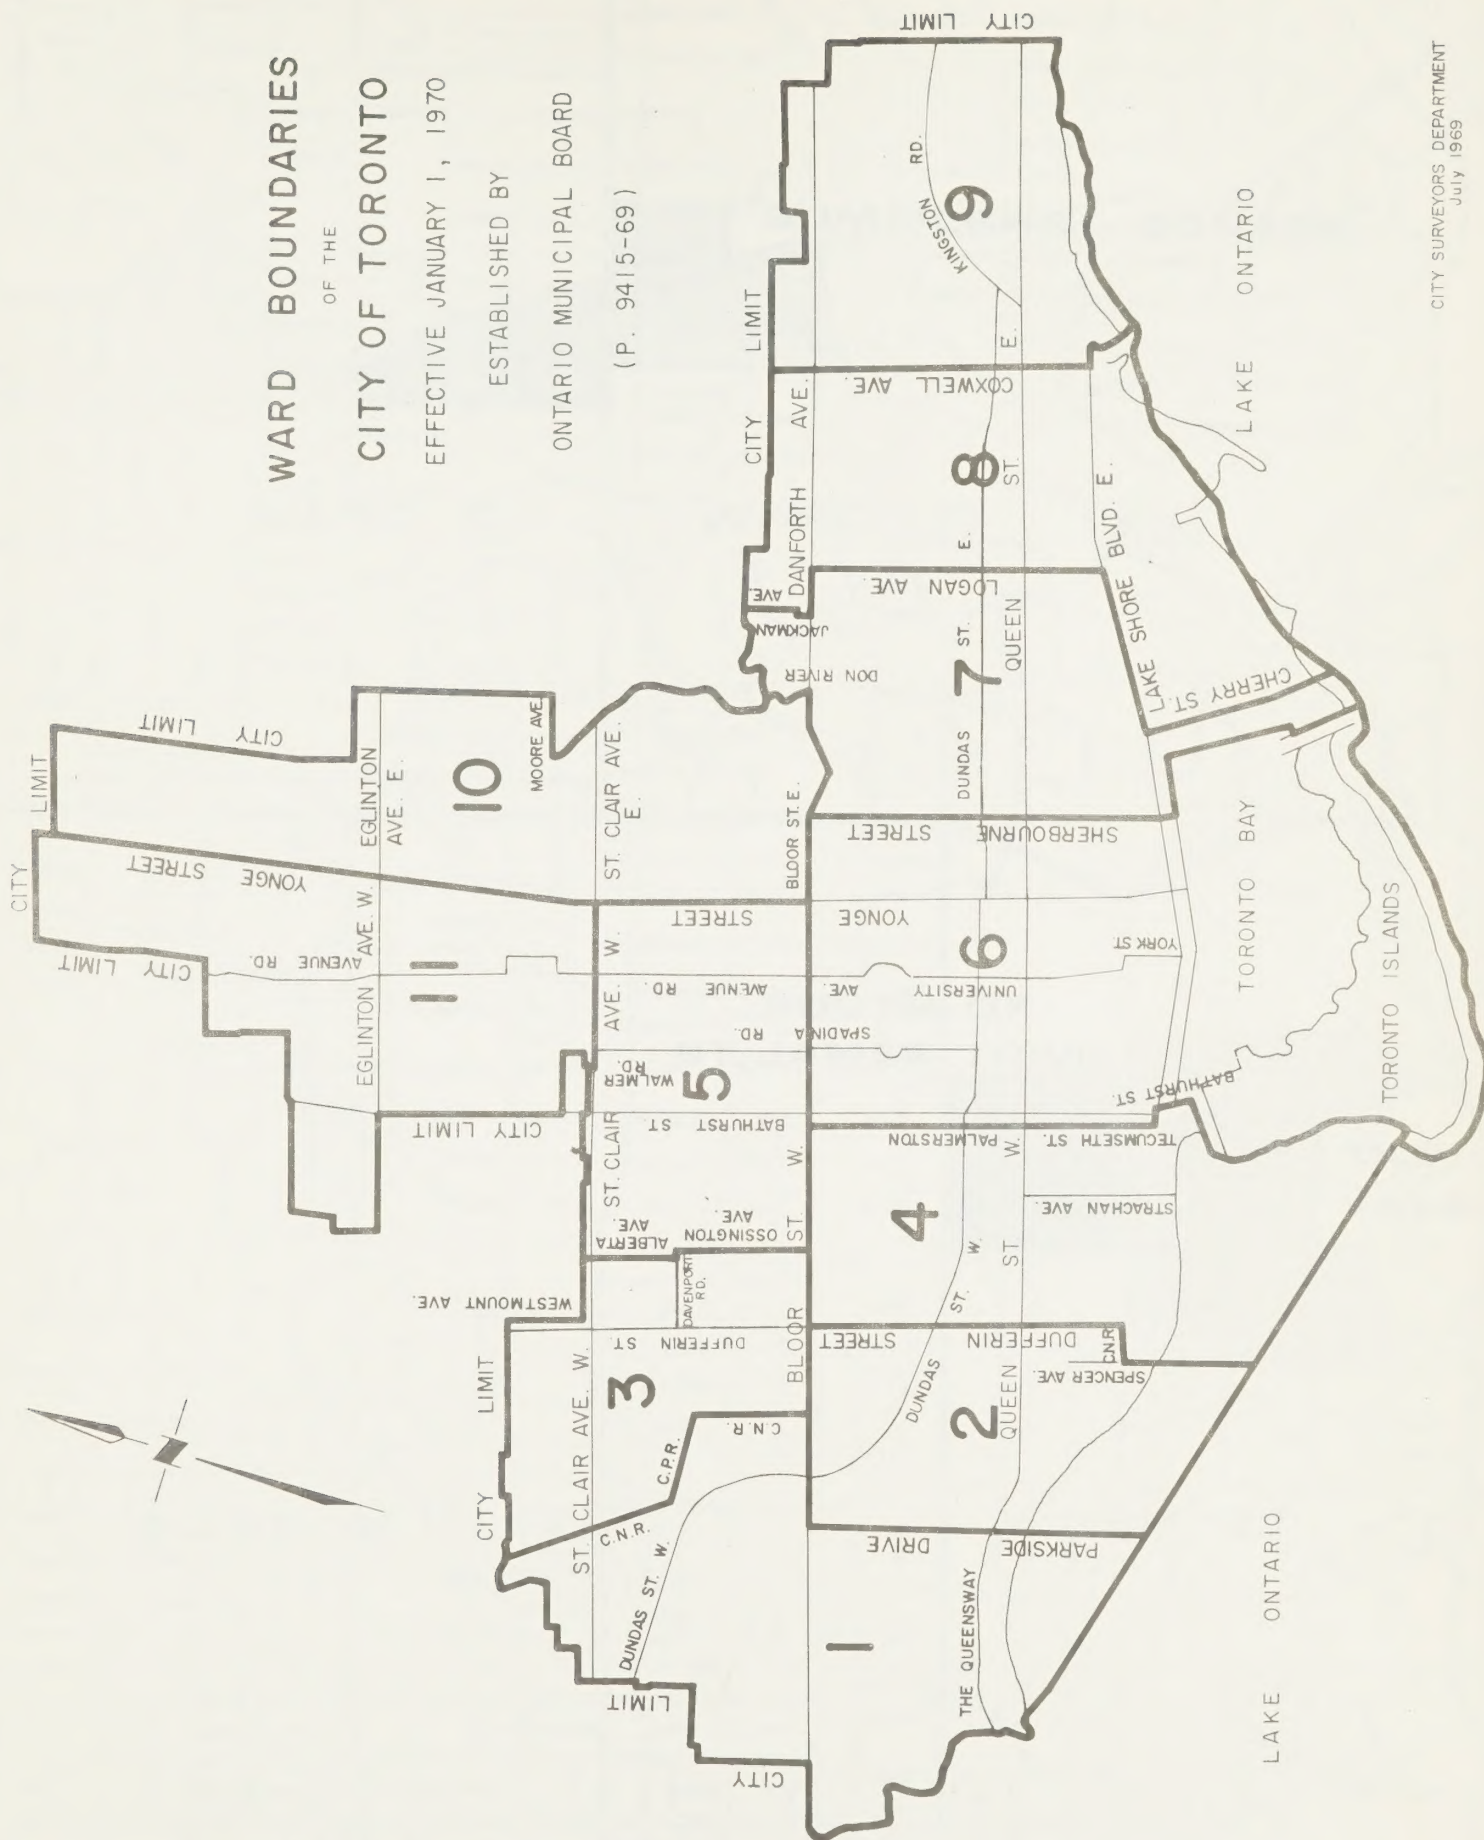 WARD BOUNDARIES
OF THE
CITY OF TORONTO
EFFECTIVE JANUARY 1, 1970
ESTABLISHED BY
ONTARIO MUNICIPAL BOARD
(P. 9415-69)
CITY LIMIT
CITY LIMIT
CITY LIMIT
YONGE STREET
AVENUE RD.
EGLINTON AVE. W.
EGLINTON
AVE. E.
11
10
MOORE AVE.
CITY LIMIT
ST. CLAIR AVE. W.
ST. CLAIR AVE.
E.
WESTMOUNT AVE.
CITY LIMIT
ST. CLAIR AVE. W.
ALBERTA
AVE.
OSSINGTON
AVE.
DAVENPORT
RD.
DUFFERIN ST.
3
C.N.R.
C.P.R.
C.N.R.
DUNDAS ST. W.
CITY LIMIT
WALMER
RD.
5
BATHURST ST.
SPADINA RD.
AVENUE RD.
YONGE STREET
BLOOR ST. W.
BLOOR ST. E.
DON RIVER
JACKMAN
AVE.
CITY LIMIT
DANFORTH AVE.
LOGAN AVE.
COXWELL AVE.
CITY LIMIT
KINGSTON RD.
9
8
7
6
4
2
1
DUNDAS ST. E.
QUEEN ST. E.
SHERBOURNE STREET
UNIVERSITY AVE.
YORK ST.
PALMERSTON
TECUMSETH ST.
BATHURST ST.
STRACHAN AVE.
DUNDAS ST. W.
QUEEN ST W.
DUFFERIN STREET
C.N.R.
SPENCER AVE.
PARKSIDE DRIVE
THE QUEENSWAY
LAKE SHORE BLVD. E.
CHERRY ST.
TORONTO BAY
TORONTO ISLANDS
LAKE ONTARIO
LAKE ONTARIO
N
CITY SURVEYORS DEPARTMENT
July 1969